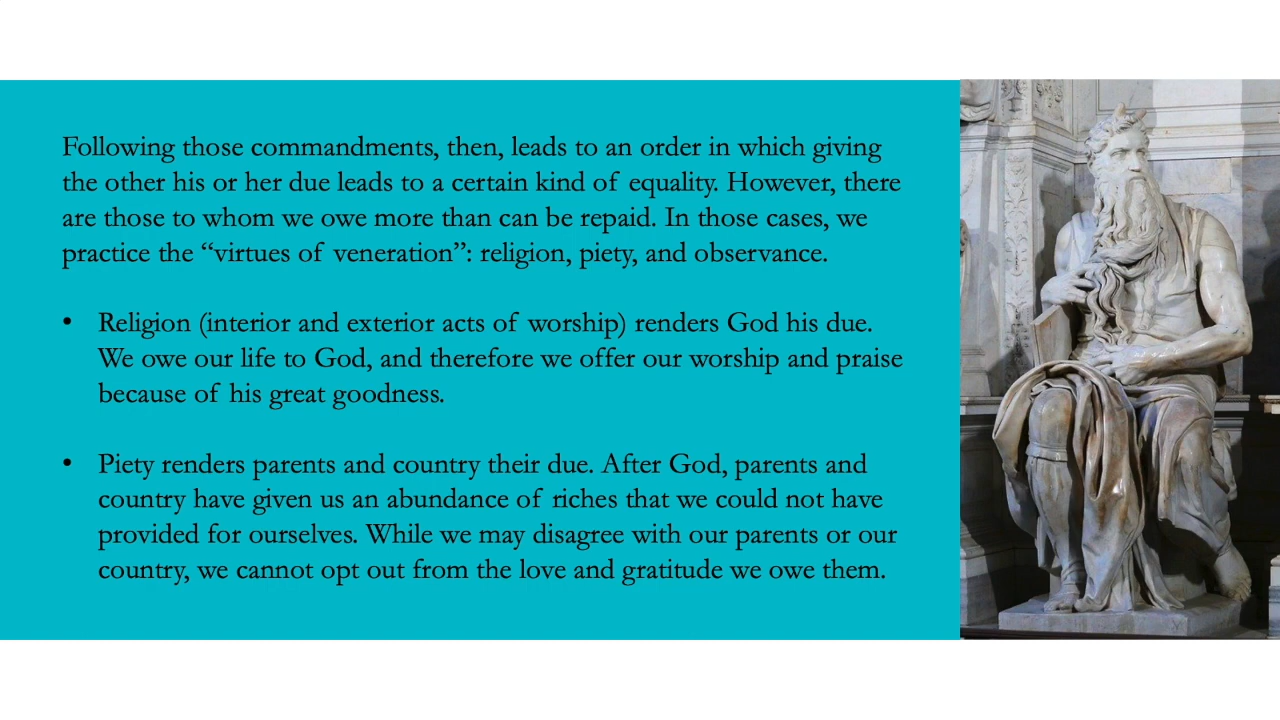 Following those commandments, then, leads to an order in which giving
the other his or her due leads to a certain kind of equality. However, there
are those to whom we owe more than can be repaid. In those cases, we
practice the “virtues of veneration”: religion, piety, and observance.
• Religion (interior and exterior acts of worship) renders God his due.
We owe our life to God, and therefore we offer our worship and praise
because of his great goodness.
• Piety renders parents and country their due. After God, parents and
country have given us an abundance of riches that we could not have
provided for ourselves. While we may disagree with our parents or our
country, we cannot opt out from the love and gratitude we owe them.